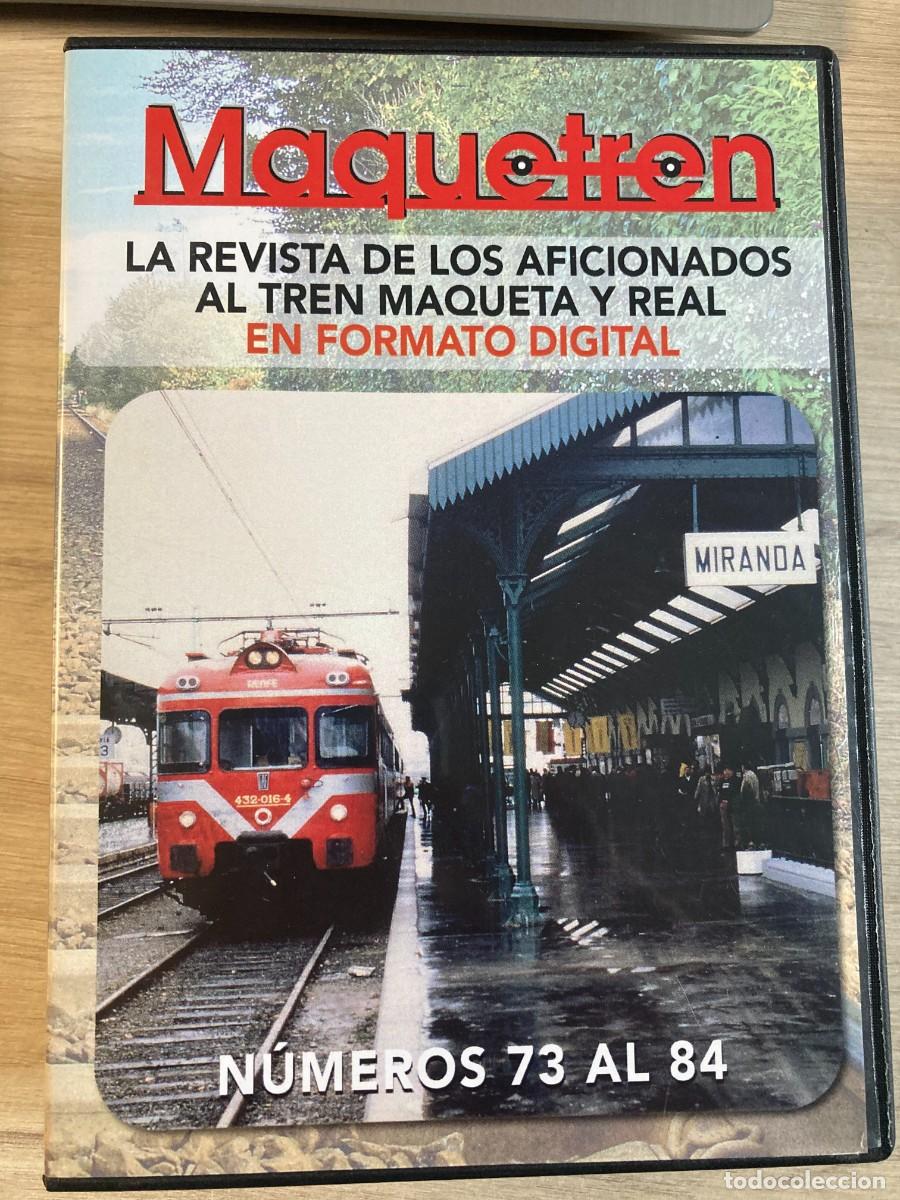 Maquetren
LA REVISTA DE LOS AFICIONADOS
AL TREN MAQUETA Y REAL
EN FORMATO DIGITAL
MIRANDA
RENFE
3
432-016-4
NÚMEROS 73 AL 84
todocoleccion